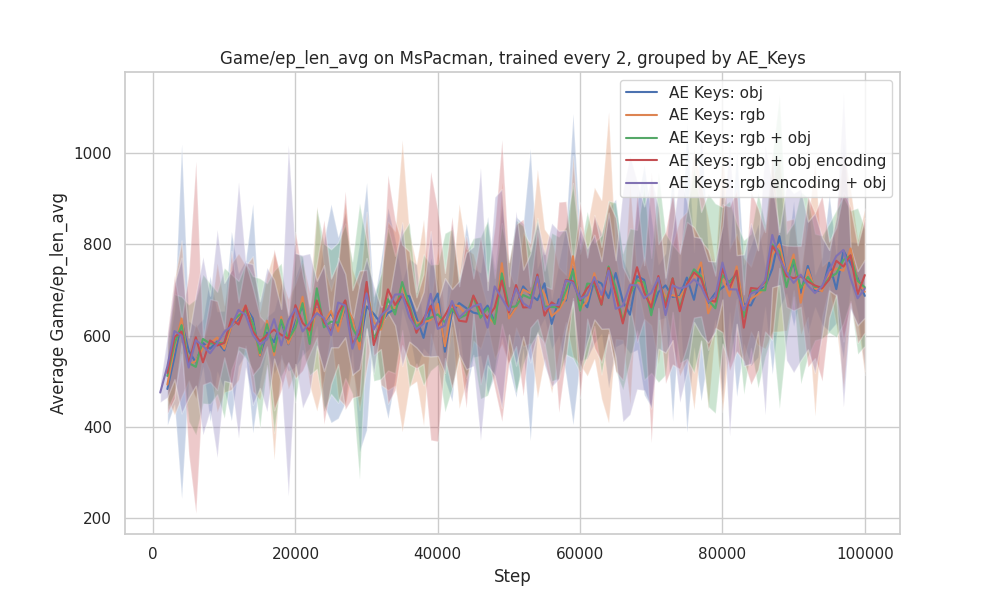 Game/ep_len_avg on MsPacman, trained every 2, grouped by AE_Keys
AE Keys: obj
AE Keys: rgb
AE Keys: rgb + obj
AE Keys: rgb + obj encoding
AE Keys: rgb encoding + obj
Average Game/ep_len_avg
1000
800
600
400
200
0
20000
40000
60000
80000
100000
Step